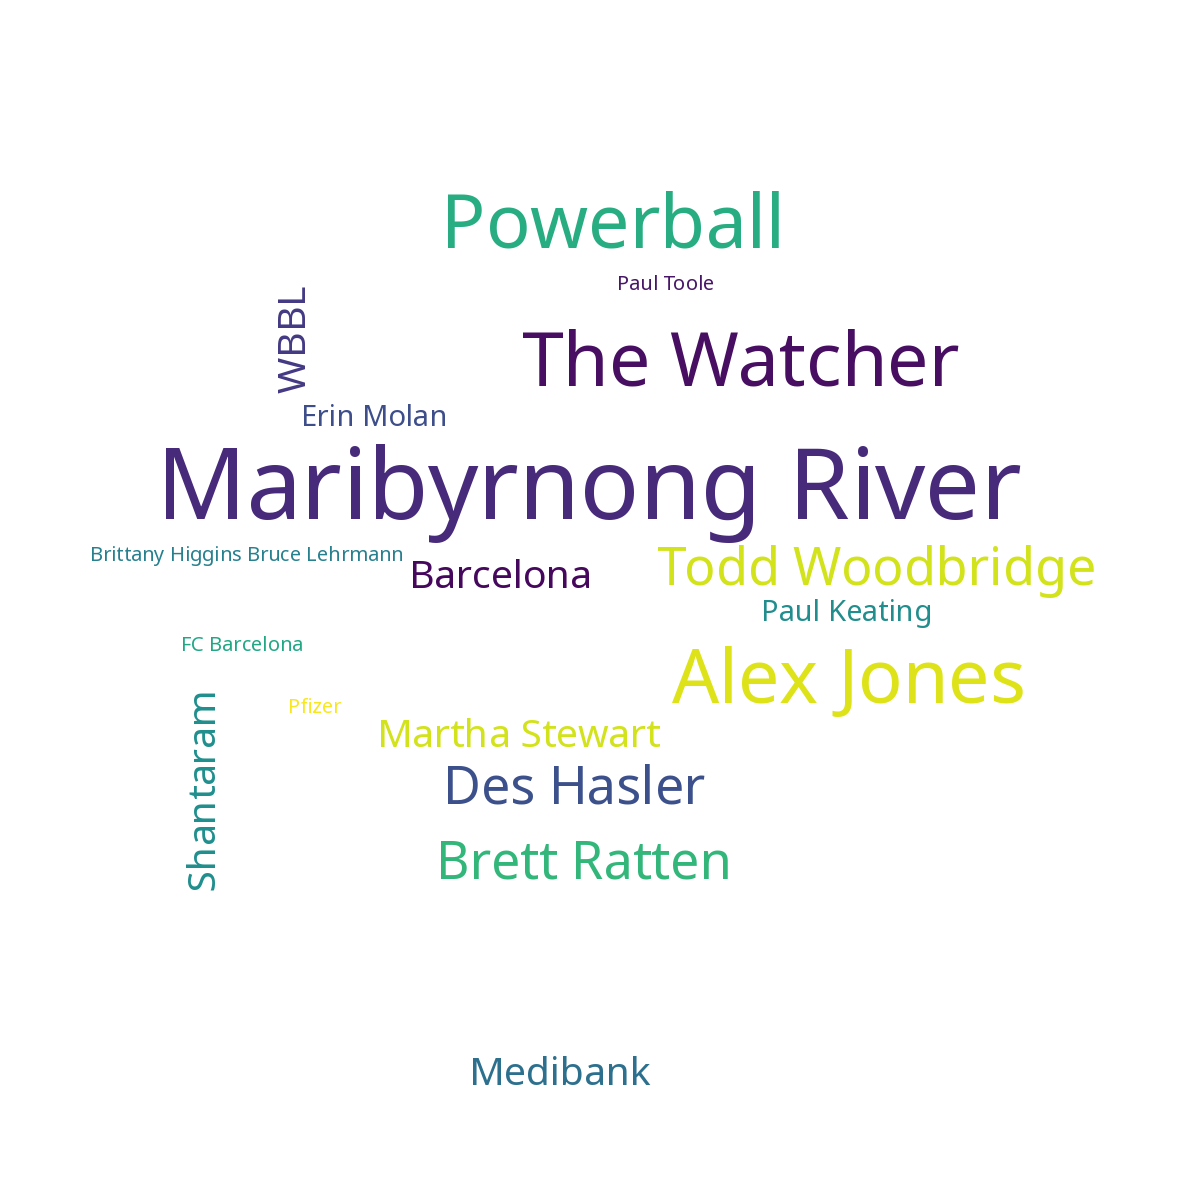 Powerball
Paul Toole
WBBL
The Watcher
Erin Molan
Maribyrnong River
Brittany Higgins Bruce Lehrmann
Barcelona
Todd Woodbridge
Paul Keating
FC Barcelona
Alex Jones
Shantaram
Pfizer
Martha Stewart
Des Hasler
Brett Ratten
Medibank